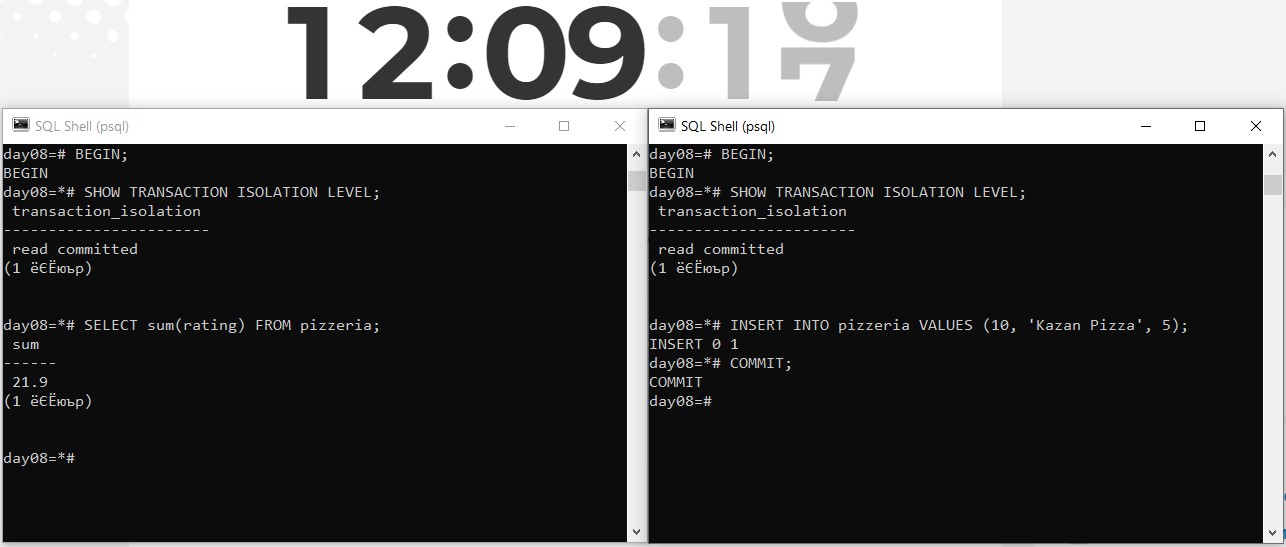 12:09:1
SQL Shell (psql)
day08=# BEGIN;
BEGIN
day08=*# SHOW TRANSACTION ISOLATION LEVEL;
transaction_isolation
-----------------------
read committed
(1 ёЄЁюър)
day08=*# SELECT sum(rating) FROM pizzeria;
sum
------
21.9
(1 ёЄЁюър)
day08=*#
SQL Shell (psql)
day08=# BEGIN;
BEGIN
day08=*# SHOW TRANSACTION ISOLATION LEVEL;
transaction_isolation
-----------------------
read committed
(1 ёЄЁюър)
day08=*# INSERT INTO pizzeria VALUES (10, 'Kazan Pizza', 5);
INSERT 0 1
day08=*# COMMIT;
COMMIT
day08=#